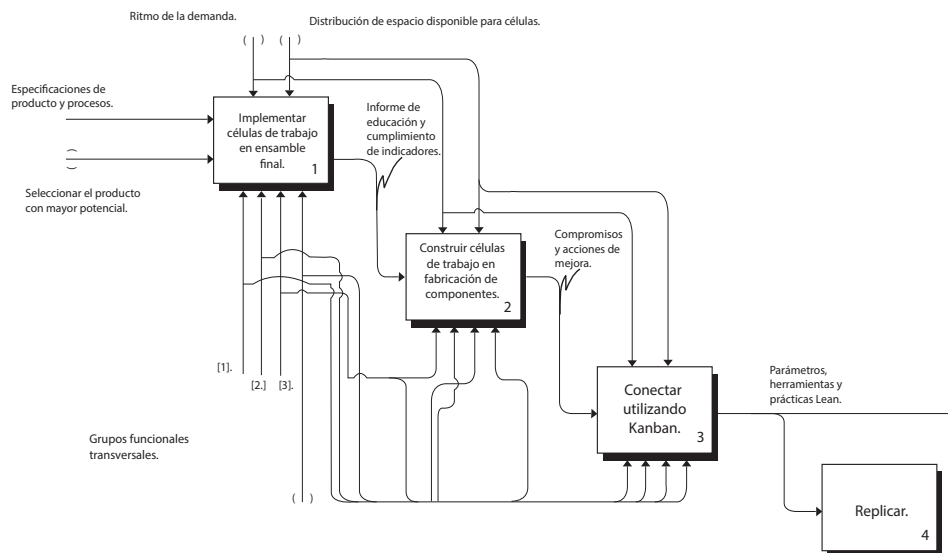 Ritmo de la demanda.
Distribución de espacio disponible para células.
( ) ( )
Especificaciones de
producto y procesos.
( )
Seleccionar el producto
con mayor potencial.
Implementar
células de trabajo
en ensamble
final.
1
Informe de
educación y
cumplimiento
de indicadores.
Construir células
de trabajo en
fabricación de
componentes.
2
Compromisos
y acciones de
mejora.
[1].
[2.]
[3].
Grupos funcionales
transversales.
( )
Conectar
utilizando
Kanban.
3
Parámetros,
herramientas y
prácticas Lean.
Replicar.
4